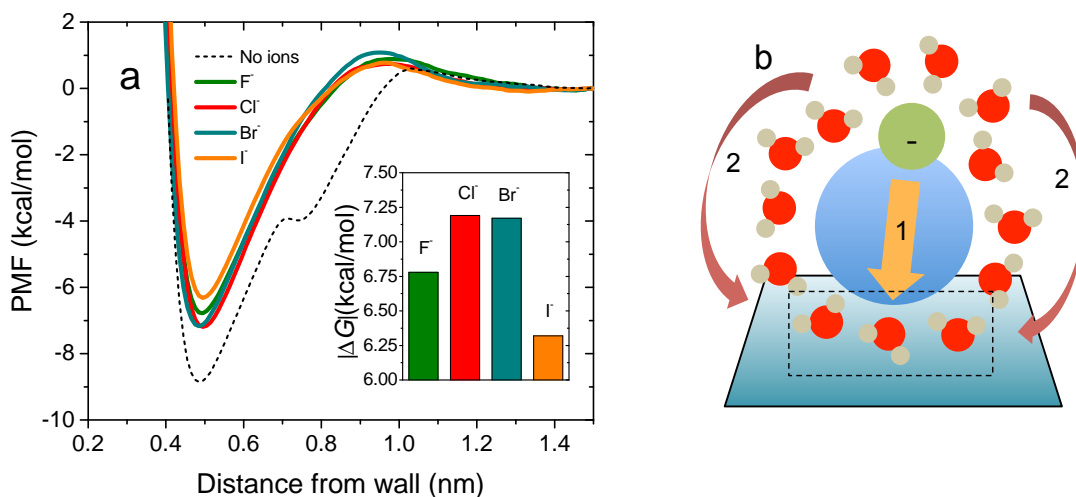 a
2
0
-2
-4
-6
-8
-10
PMF (kcal/mol)
0.2 0.4 0.6 0.8 1.0 1.2 1.4
Distance from wall (nm)
No ions
F-
Cl-
Br-
I-
7.50
7.25
7.00
6.75
6.50
6.25
6.00
|ΔG|(kcal/mol)
F-
Cl-
Br-
I-
b
-
1
2
2